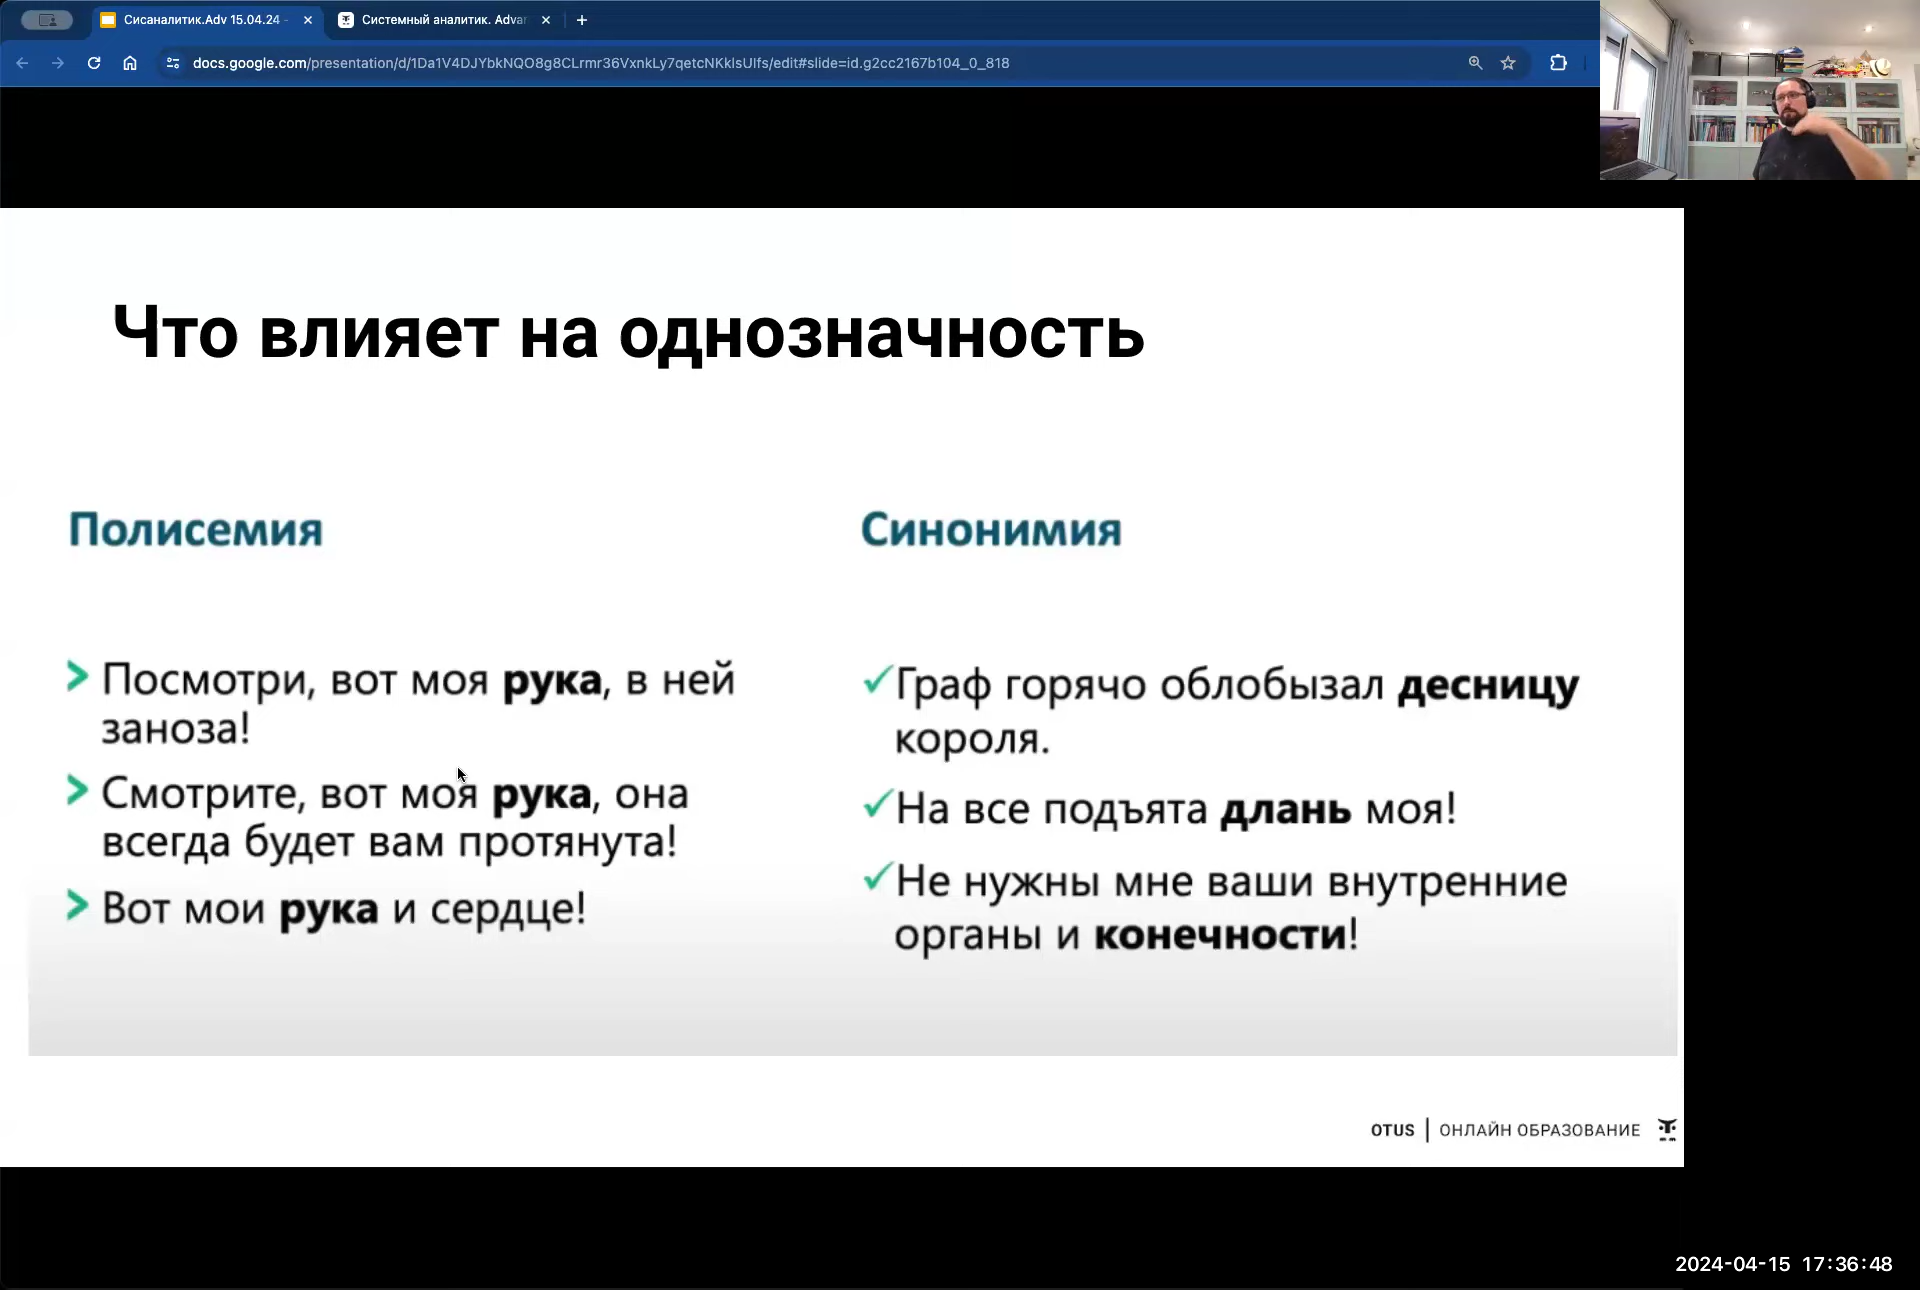 Сисаналитик.Adv 15.04.24 -
Системный аналитик. Advan
docs.google.com/presentation/d/1Da1V4DJYbkNQO8g8CLrmr36VxnkLy7qetcNKklsUlfs/edit#slide=id.g2cc2167b104_0_818
Что влияет на однозначность
Полисемия
Посмотри, вот моя рука, в ней
заноза!
Смотрите, вот моя рука, она
всегда будет вам протянута!
Вот мои рука и сердце!
Синонимия
Граф горячо облобызал десницу
короля.
На все подъята длань моя!
Не нужны мне ваши внутренние
органы и конечности!
OTUS | ОНЛАЙН ОБРАЗОВАНИЕ
2024-04-15 17:36:48